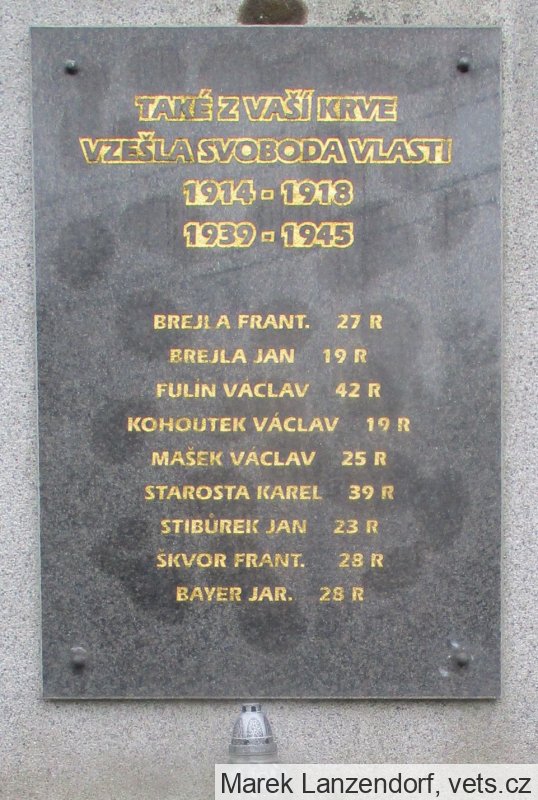 TAKÉ Z VAŠÍ KRVE
VZEŠLA SVOBODA VLASTI
1914 - 1918
1939 - 1945
BREJLA FRANT. 27 R
BREJLA JAN 19 R
FULÍN VÁCLAV 42 R
KOHOUTEK VÁCLAV 19 R
MAŠEK VÁCLAV 25 R
STAROSTA KAREL 39 R
STIBŮREK JAN 23 R
ŠKVOR FRANT. 28 R
BAYER JAR. 28 R
Marek Lanzendorf, vets.cz